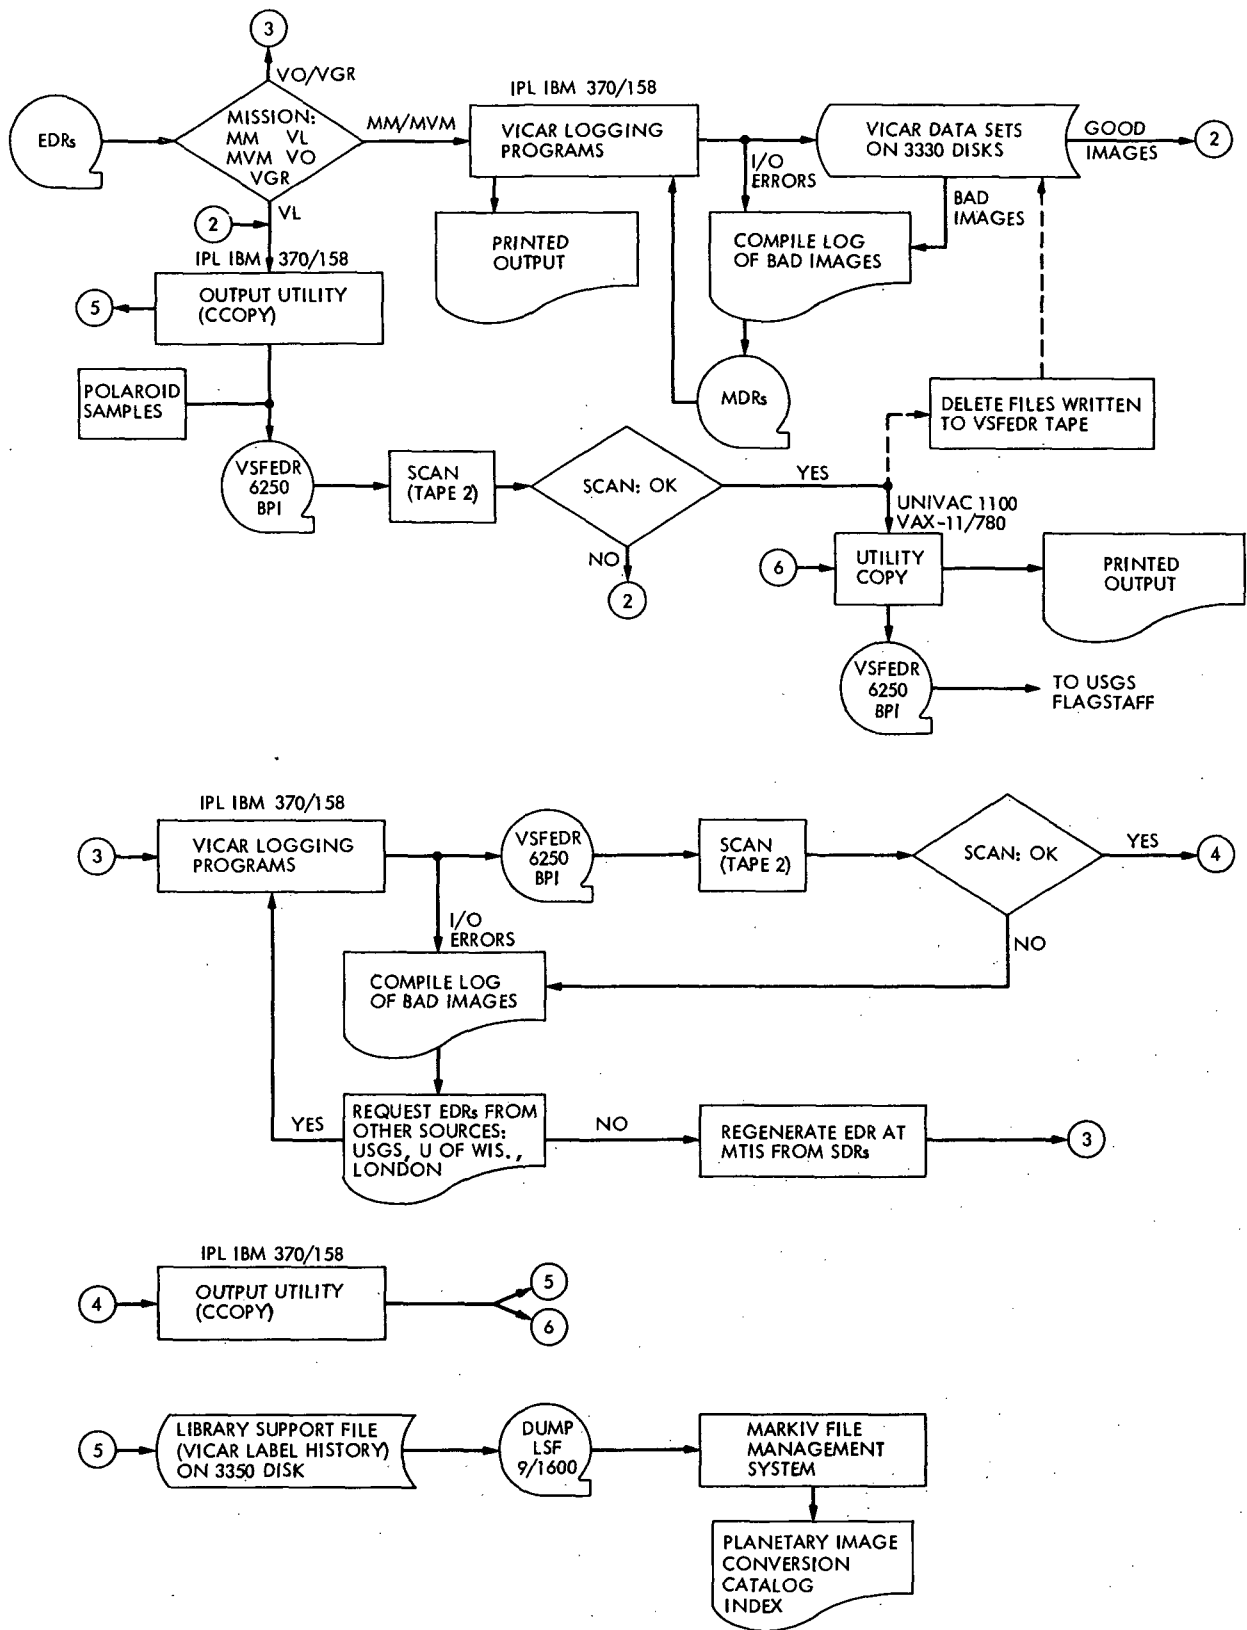 3
VO/VGR
EDRs
MISSION:
MM VL
MVM VO
VGR
MM/MVM
IPL IBM 370/158
VICAR LOGGING
PROGRAMS
I/O
ERRORS
VICAR DATA SETS
ON 3330 DISKS
GOOD
IMAGES
2
BAD
IMAGES
VL
2
PRINTED
OUTPUT
COMPILE LOG
OF BAD IMAGES
IPL IBM 370/158
5
OUTPUT UTILITY
(CCOPY)
POLAROID
SAMPLES
MDRs
DELETE FILES WRITTEN
TO VSFEDR TAPE
VSFEDR
6250
BPI
SCAN
(TAPE 2)
SCAN: OK
YES
NO
2
UNIVAC 1100
VAX-11/780
6
UTILITY
COPY
PRINTED
OUTPUT
VSFEDR
6250
BPI
TO USGS
FLAGSTAFF
IPL IBM 370/158
3
VICAR LOGGING
PROGRAMS
VSFEDR
6250
BPI
SCAN
(TAPE 2)
SCAN: OK
YES
4
I/O
ERRORS
NO
COMPILE LOG
OF BAD IMAGES
YES
REQUEST EDRs FROM
OTHER SOURCES:
USGS, U OF WIS.,
LONDON
NO
REGENERATE EDR AT
MTIS FROM SDRs
3
IPL IBM 370/158
4
OUTPUT UTILITY
(CCOPY)
5
6
5
LIBRARY SUPPORT FILE
(VICAR LABEL HISTORY)
ON 3350 DISK
DUMP
LSF
9/1600
MARKIV FILE
MANAGEMENT
SYSTEM
PLANETARY IMAGE
CONVERSION
CATALOG
INDEX